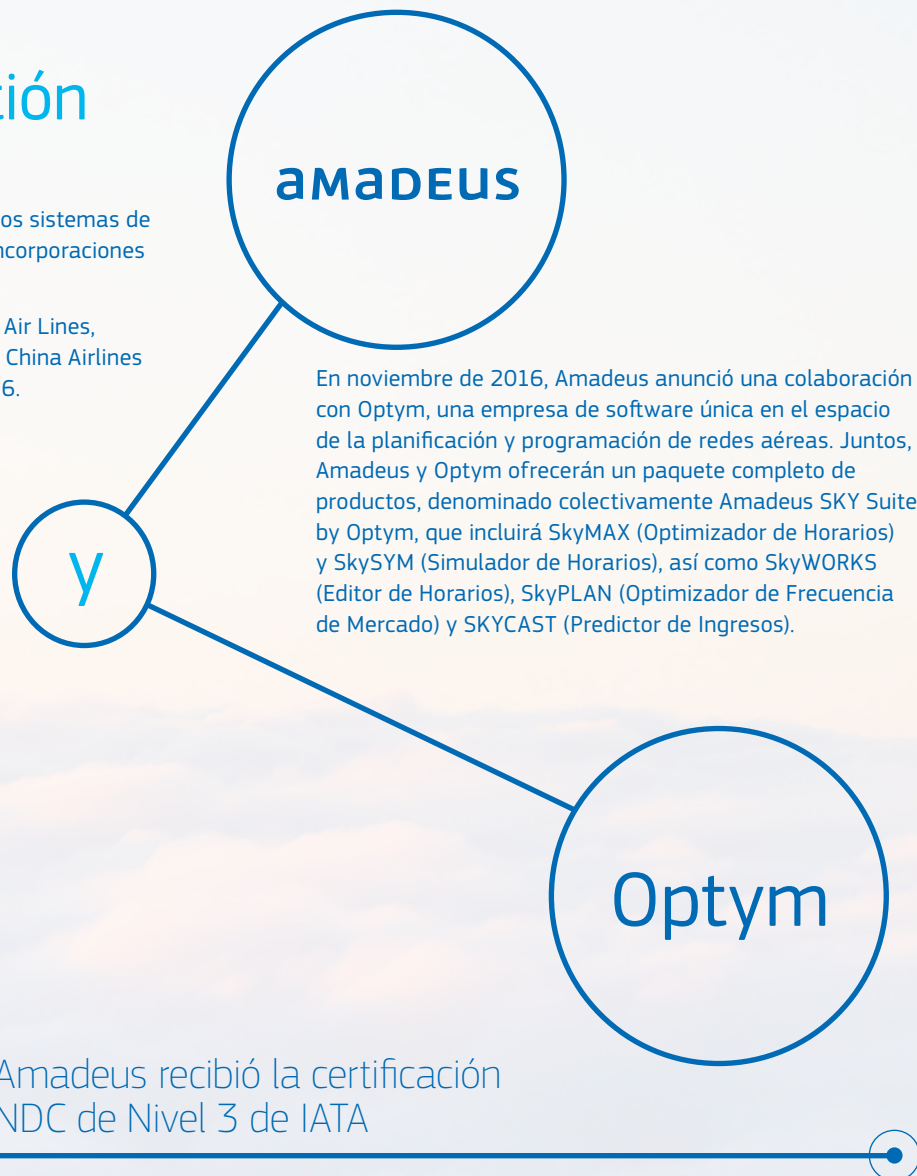 tión
os sistemas de
ncorporaciones
Air Lines,
China Airlines
6.
aMaDEUS
En noviembre de 2016, Amadeus anunció una colaboración
con Optym, una empresa de software única en el espacio
de la planificación y programación de redes aéreas. Juntos,
Amadeus y Optym ofrecerán un paquete completo de
productos, denominado colectivamente Amadeus SKY Suite
by Optym, que incluirá SkyMAX (Optimizador de Horarios)
y SkySYM (Simulador de Horarios), así como SkyWORKS
(Editor de Horarios), SkyPLAN (Optimizador de Frecuencia
de Mercado) y SKYCAST (Predictor de Ingresos).
y
Optym
Amadeus recibió la certificación
NDC de Nivel 3 de IATA